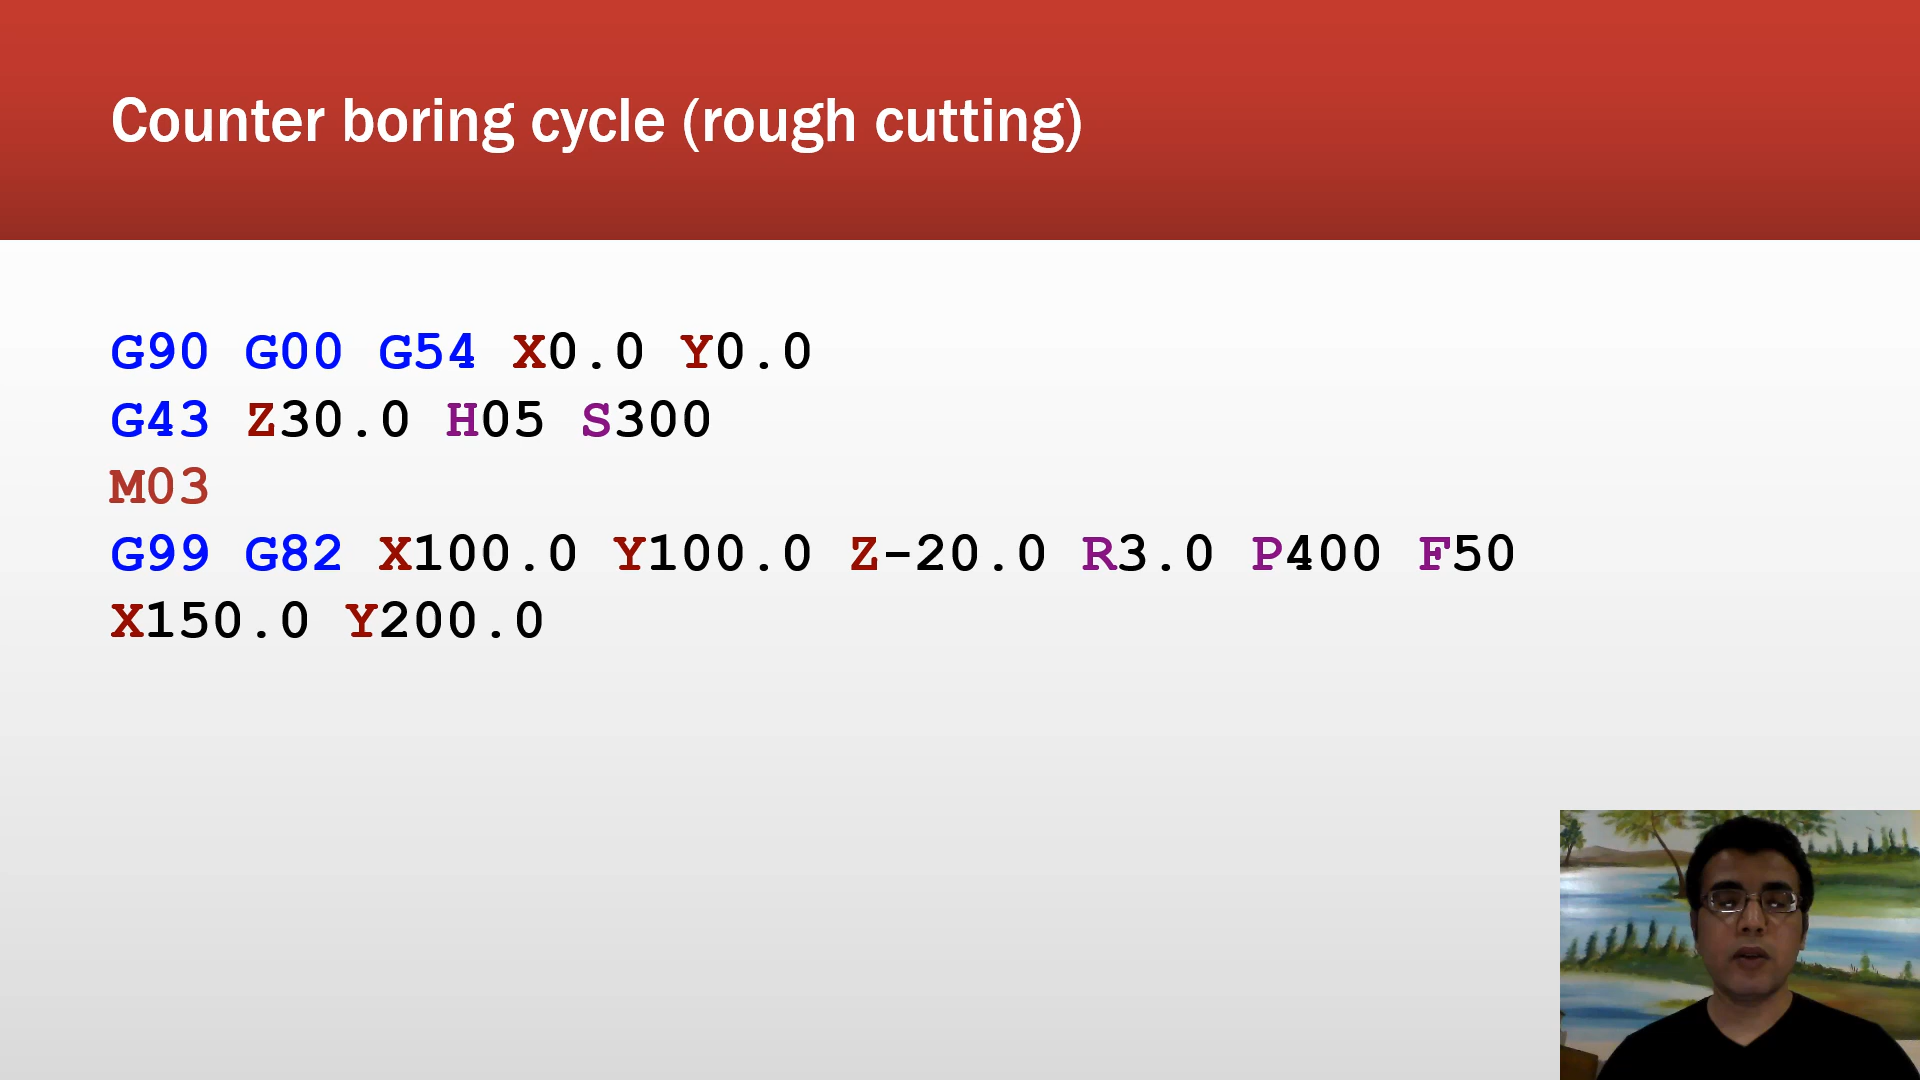 Counter boring cycle (rough cutting)
G90 G00 G54 X0.0 Y0.0
G43 Z30.0 H05 S300
M03
G99 G82 X100.0 Y100.0 Z-20.0 R3.0 P400 F50
X150.0 Y200.0